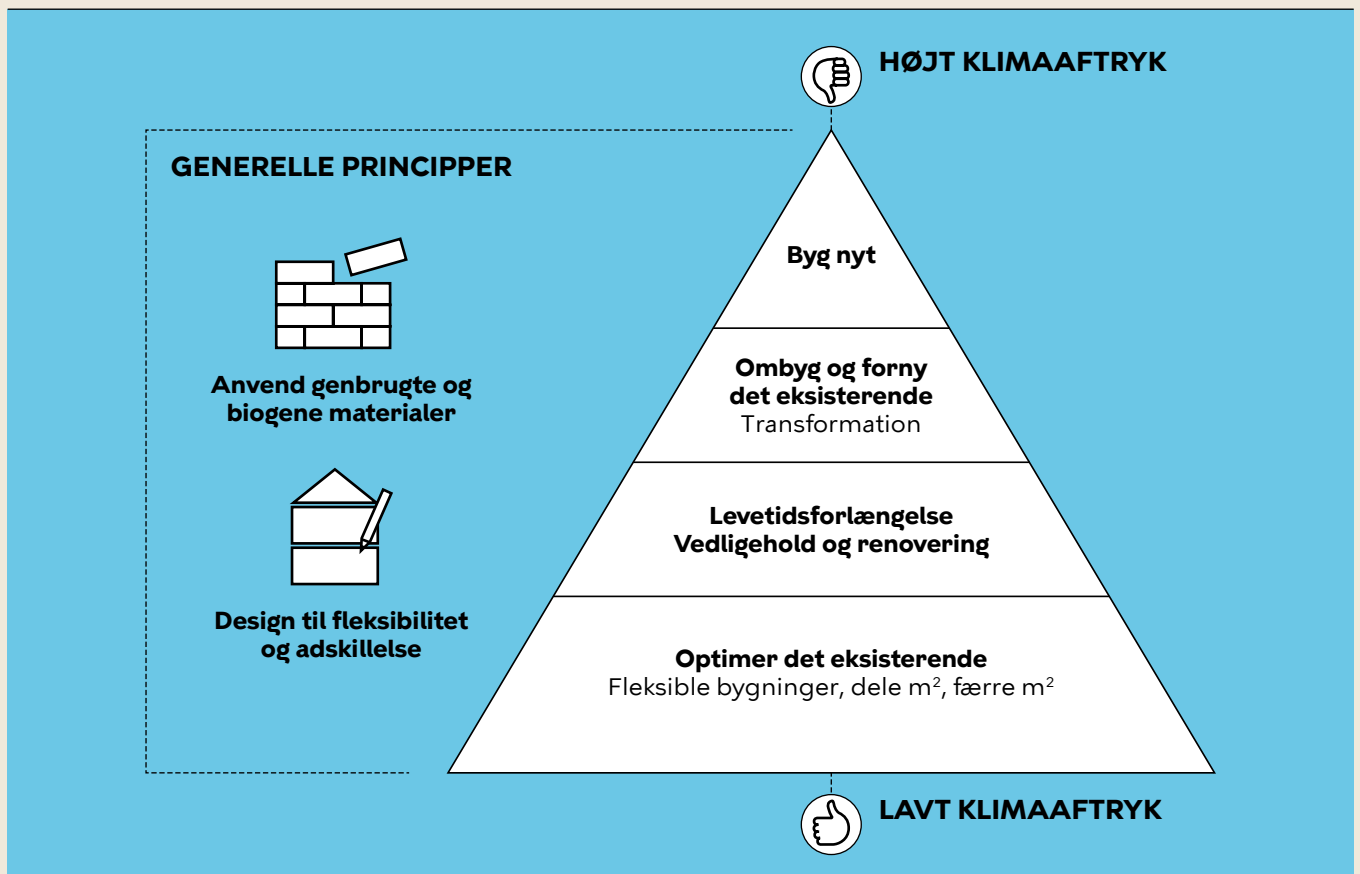 HØJT KLIMAAFTRYK
GENERELLE PRINCIPPER
Anvend genbrugte og
biogene materialer
Design til fleksibilitet
og adskillelse
Byg nyt
Ombyg og forny
det eksisterende
Transformation
Levetidsforlængelse
Vedligehold og renovering
Optimer det eksisterende
Fleksible bygninger, dele m², færre m²
LAVT KLIMAAFTRYK